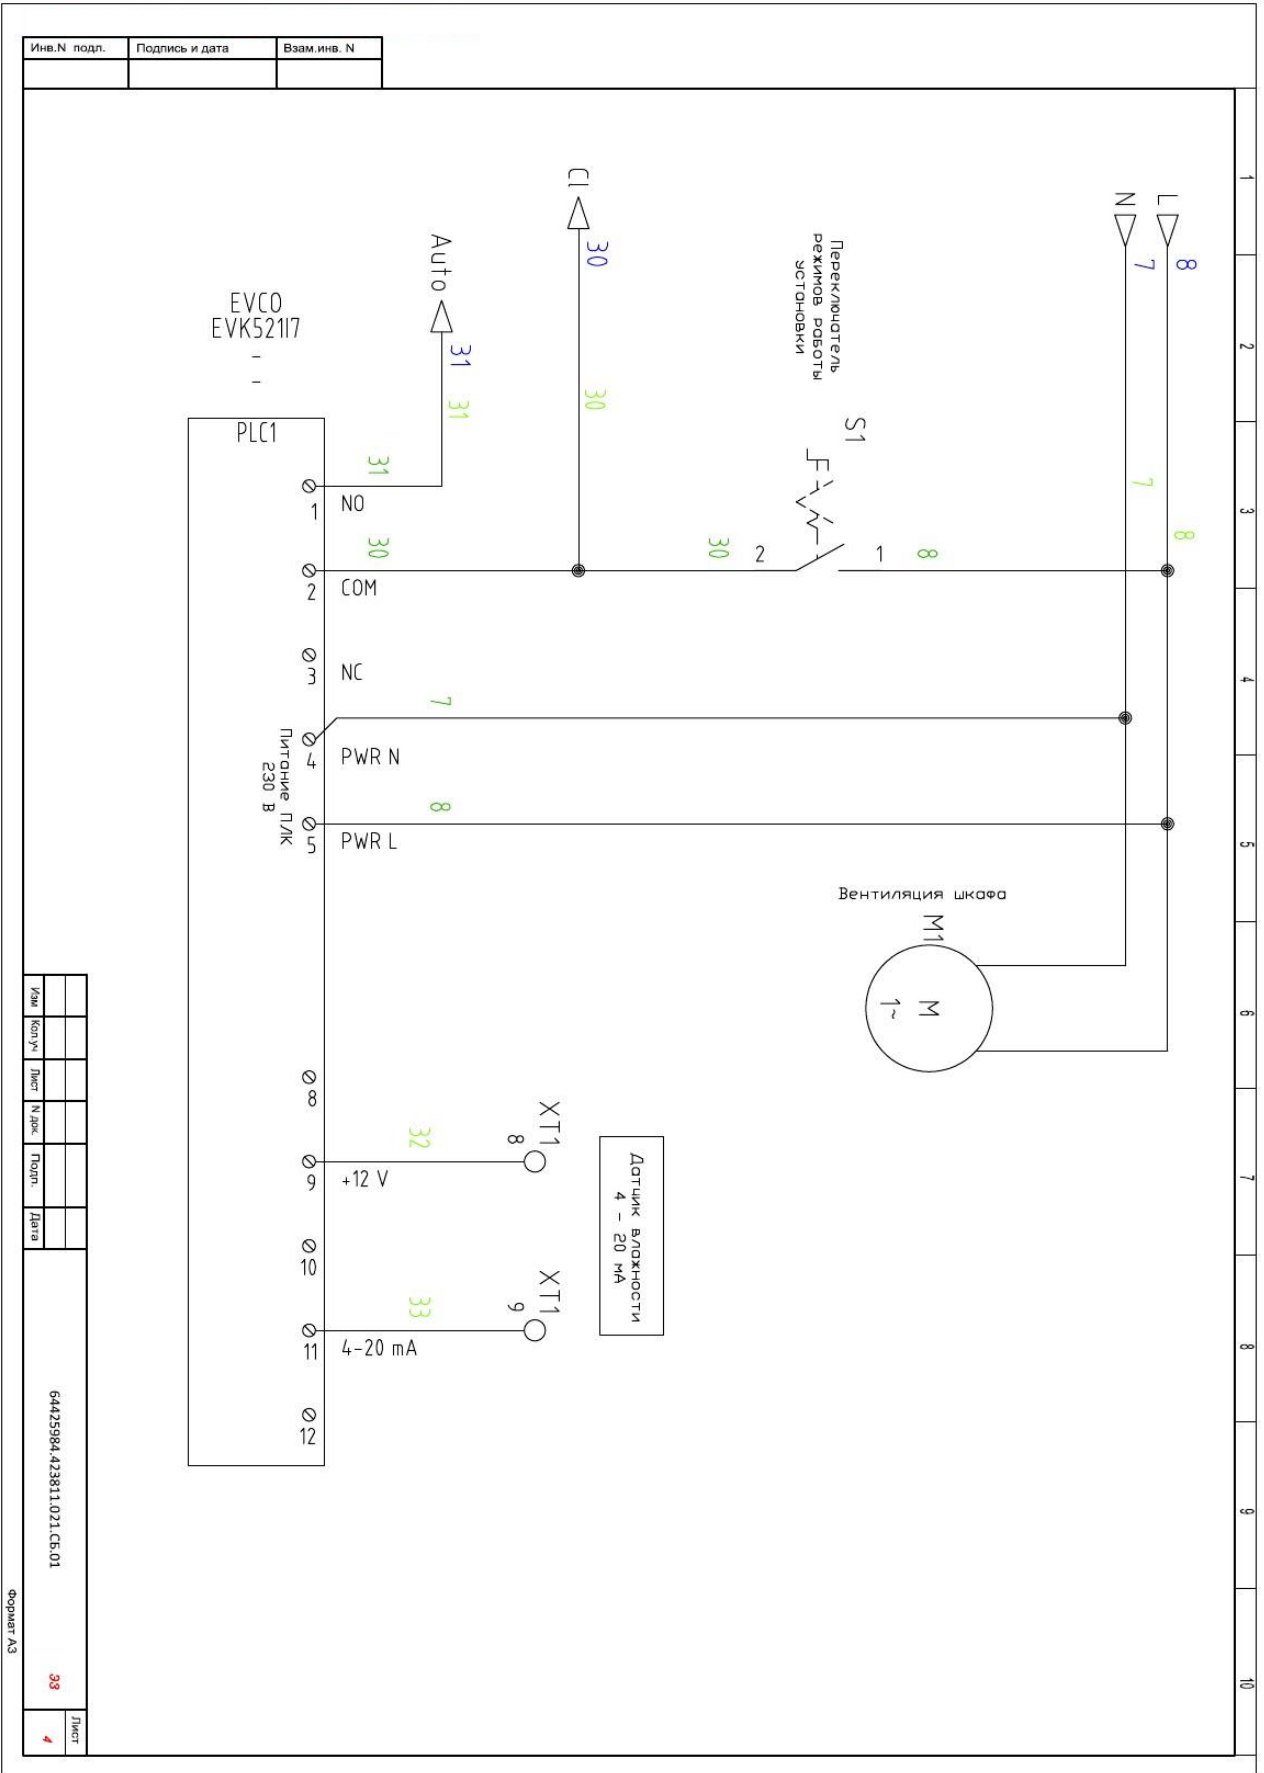 Инв.N подл.
Подпись и дата
Взам.инв. N
1
2
3
4
5
6
7
8
9
10
L
8
N
7
8
7
Переключатель
режимов работы
установки
S1
1
8
2
30
CI
30
30
Auto
31
31
EVCO
EVK521I7
-
-
PLC1
31
1
NO
30
2
COM
3
NC
7
4
PWR N
Питание ПЛК
230 В
8
5
PWR L
Вентиляция шкафа
M1
M
1~
8
32
XT1
8
9
+12 V
Датчик влажности
4 - 20 мА
10
33
XT1
9
11
4-20 mA
12
Изм
Кол.уч
Лист
N док.
Подп.
Дата
64425984.423811.021.СБ.01
Э3
Лист
4
Формат А3